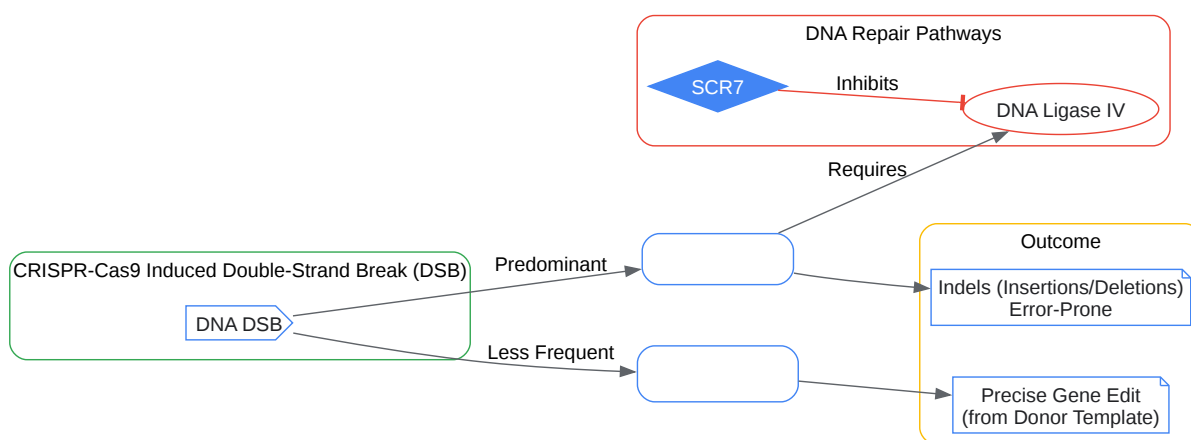 DNA Repair Pathways
SCR7
Inhibits
DNA Ligase IV
Requires
Outcome
CRISPR-Cas9 Induced Double-Strand Break (DSB)
Predominant
Indels (Insertions/Deletions)
Error-Prone
DNA DSB
Less Frequent
Precise Gene Edit
(from Donor Template)